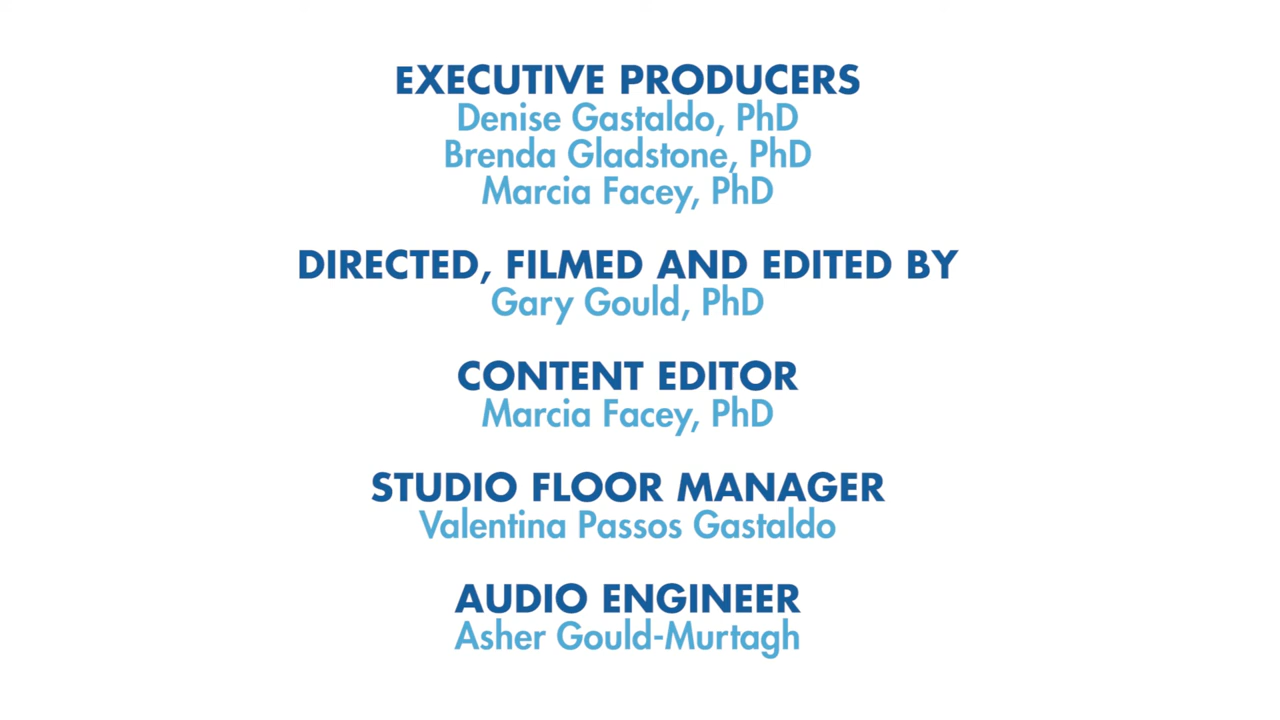 EXECUTIVE PRODUCERS
Denise Gastaldo, PhD
Brenda Gladstone, PhD
Marcia Facey, PhD
DIRECTED, FILMED AND EDITED BY
Gary Gould, PhD
CONTENT EDITOR
Marcia Facey, PhD
STUDIO FLOOR MANAGER
Valentina Passos Gastaldo
AUDIO ENGINEER
Asher Gould-Murtagh